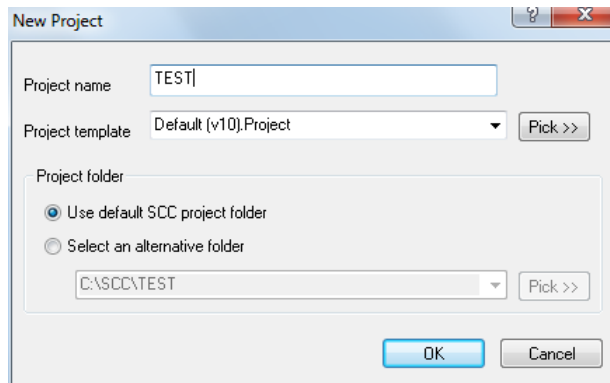 New Project
Project name
TEST
Project template
Default (v10).Project
Pick >>
Project folder
Use default SCC project folder
Select an alternative folder
C:\SCC\TEST
Pick >>
OK
Cancel